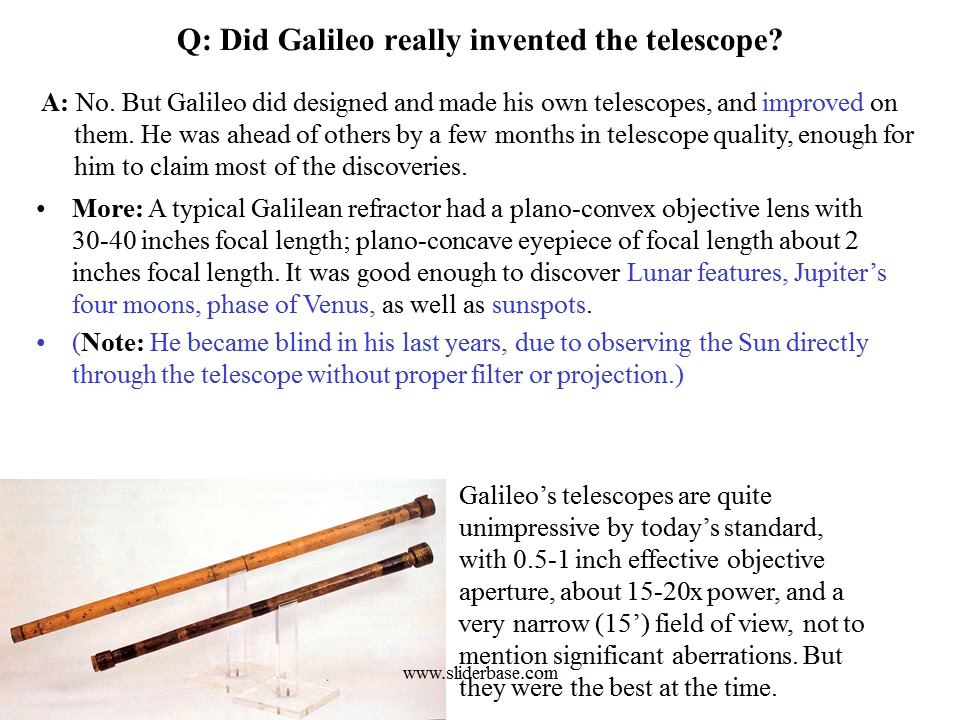 Q: Did Galileo really invented the telescope?
A: No. But Galileo did designed and made his own telescopes, and improved on
them. He was ahead of others by a few months in telescope quality, enough for
him to claim most of the discoveries.
• More: A typical Galilean refractor had a plano-convex objective lens with
30-40 inches focal length; plano-concave eyepiece of focal length about 2
inches focal length. It was good enough to discover Lunar features, Jupiter’s
four moons, phase of Venus, as well as sunspots.
• (Note: He became blind in his last years, due to observing the Sun directly
through the telescope without proper filter or projection.)
Galileo’s telescopes are quite
unimpressive by today’s standard,
with 0.5-1 inch effective objective
aperture, about 15-20x power, and a
very narrow (15’) field of view, not to
mention significant aberrations. But
they were the best at the time.
www.sliderbase.com